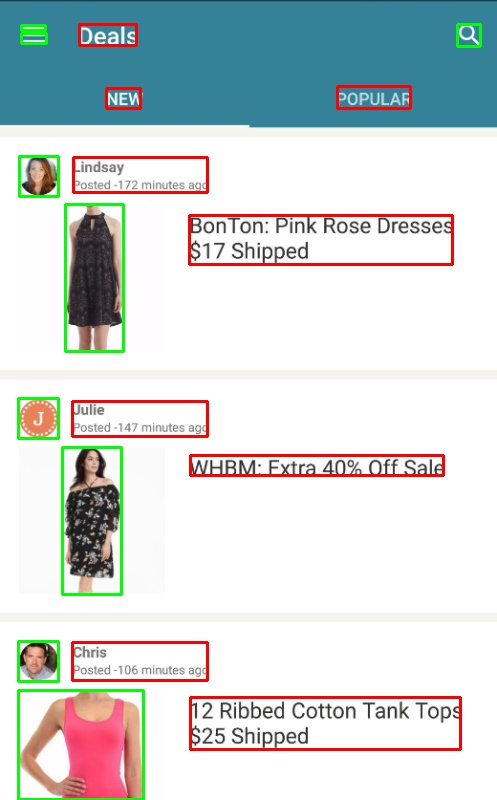 Deals
NEW
POPULAR
Lindsay
Posted -172 minutes ago
BonTon: Pink Rose Dresses
$17 Shipped
J
Julie
Posted -147 minutes ago
WHBM: Extra 40% Off Sale
Chris
Posted -106 minutes ago
12 Ribbed Cotton Tank Tops
$25 Shipped